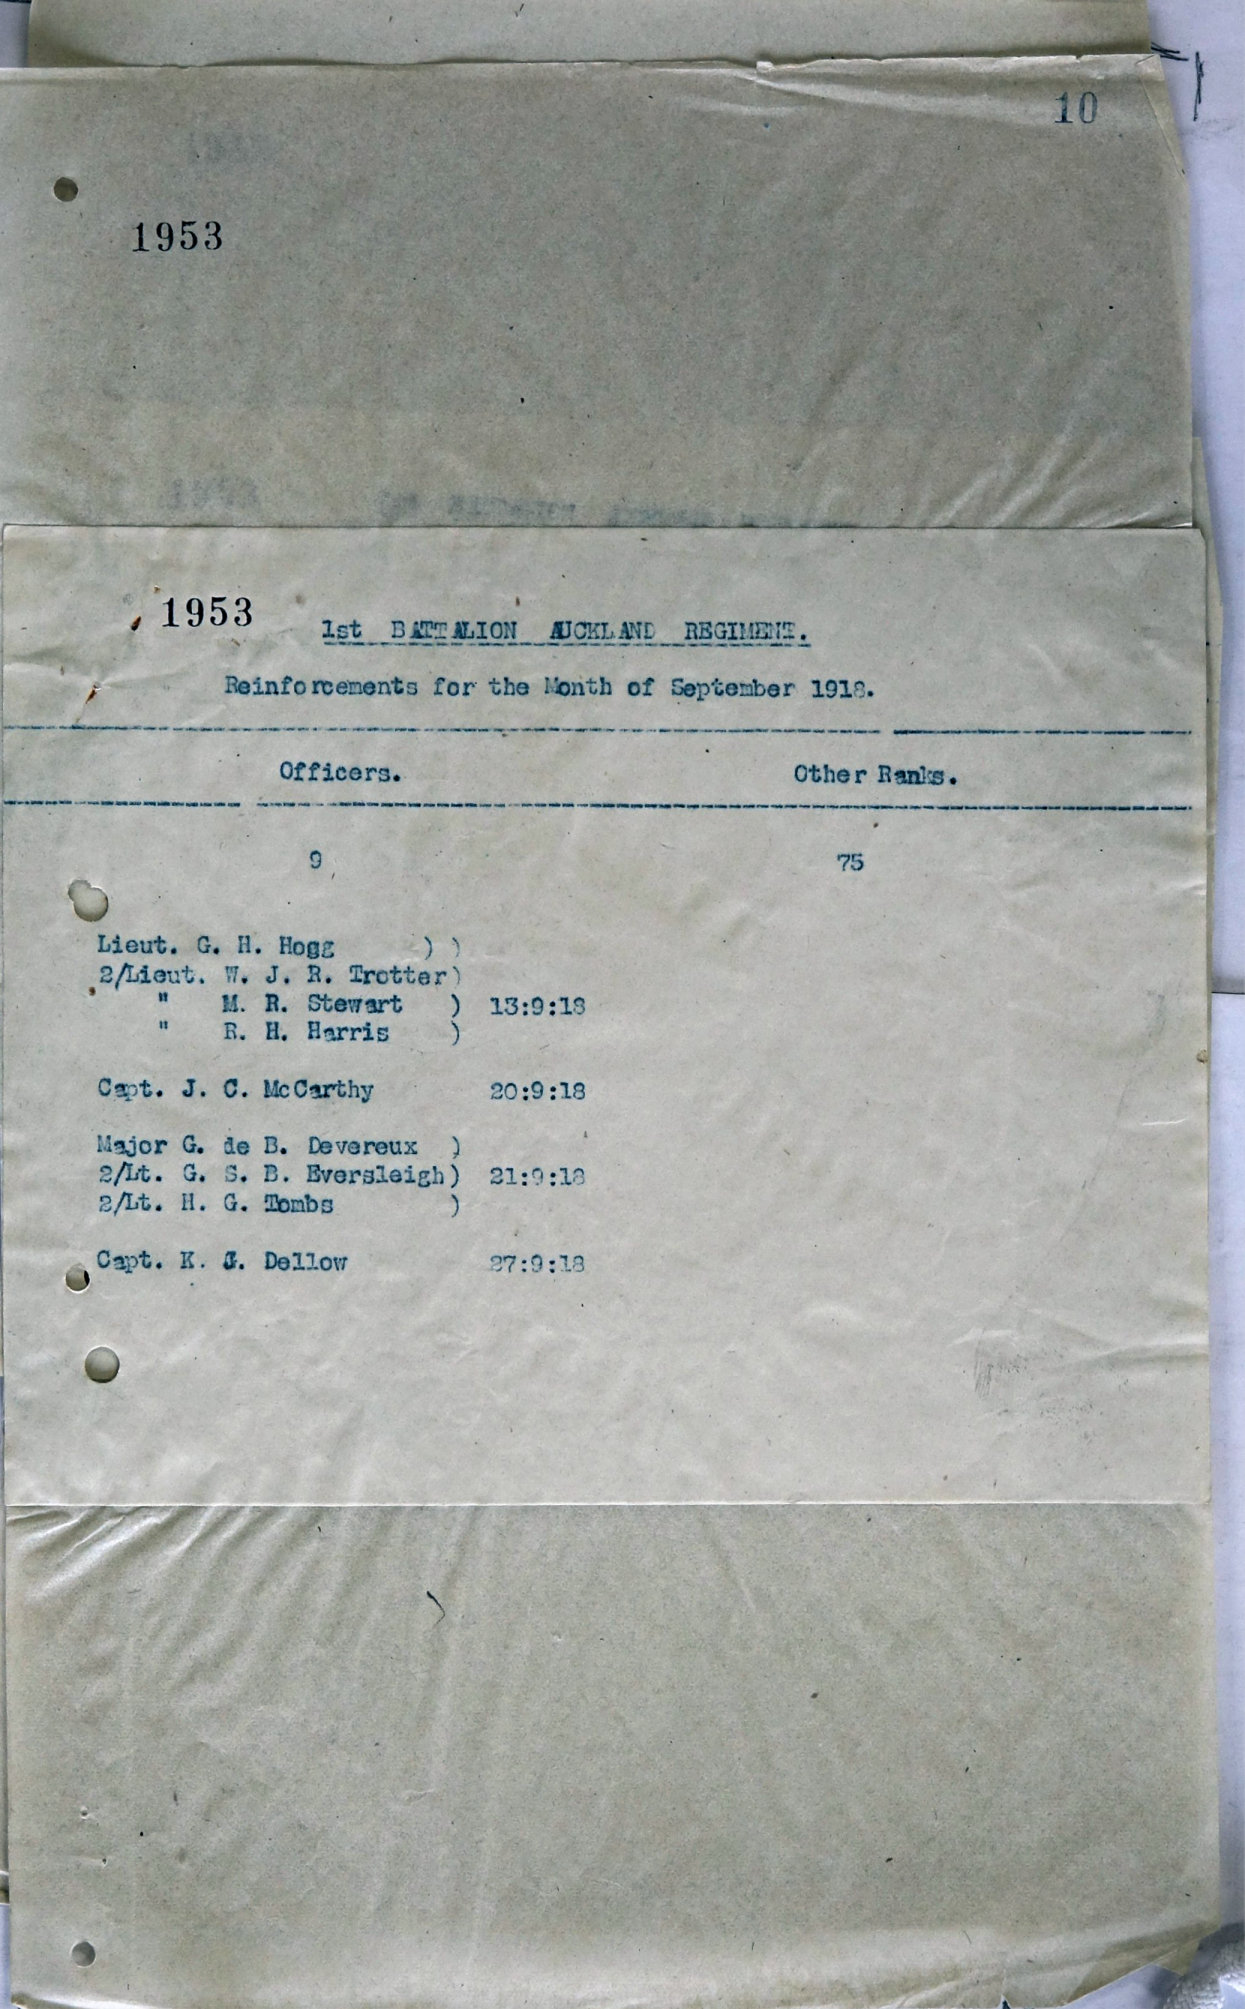 10
1953
1953
1st BATTALION AUCKLAND REGIMENT.
Reinforcements for the Month of September 1918.
Officers. Other Ranks.
9 75
Lieut. G. H. Hogg ) )
2/Lieut. W. J. R. Trotter)
" M. R. Stewart ) 13:9:18
" R. H. Harris )
Capt. J. C. McCarthy 20:9:18
Major G. de B. Devereux )
2/Lt. G. S. B. Eversleigh) 21:9:18
2/Lt. H. G. Tombs )
Capt. K. J. Dellow 27:9:18